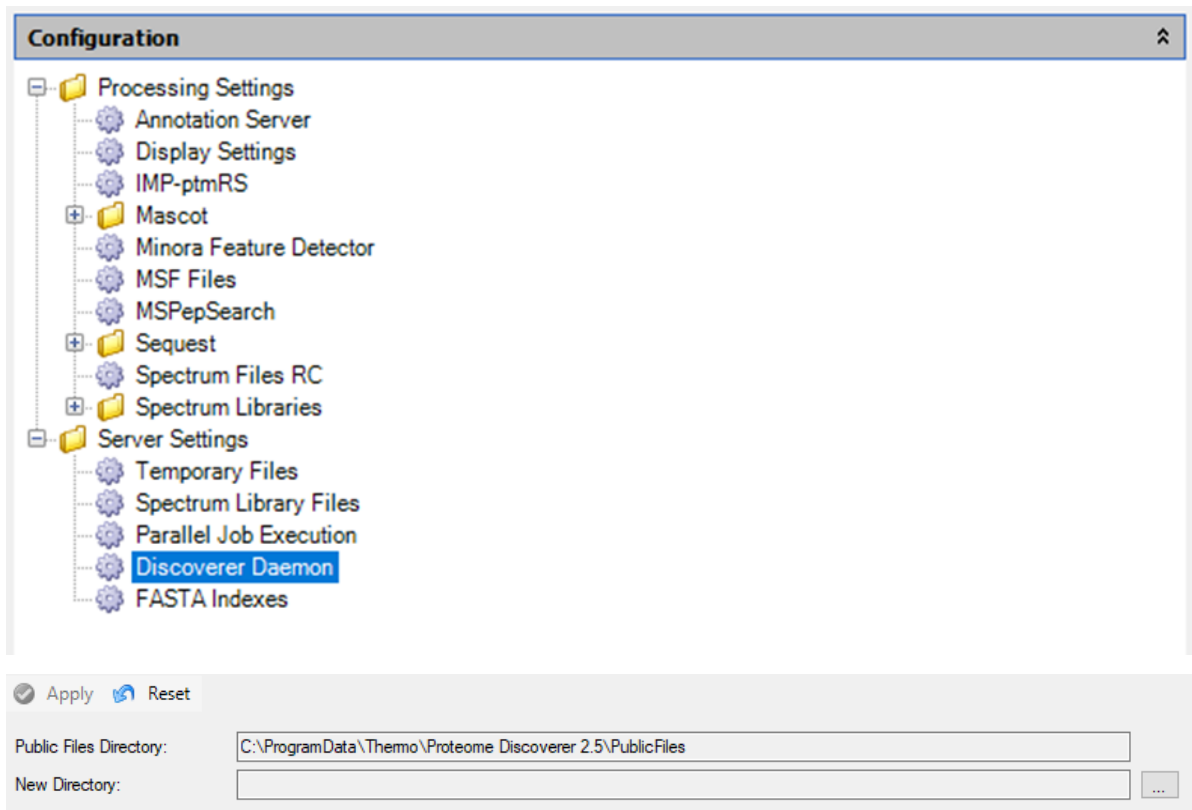 Configuration
Processing Settings
Annotation Server
Display Settings
IMP-ptmRS
Mascot
Minora Feature Detector
MSF Files
MSPepSearch
Sequest
Spectrum Files RC
Spectrum Libraries
Server Settings
Temporary Files
Spectrum Library Files
Parallel Job Execution
Discoverer Daemon
FASTA Indexes
Apply Reset
Public Files Directory: C:\ProgramData\Thermo\Proteome Discoverer 2.5\PublicFiles
New Directory: ...